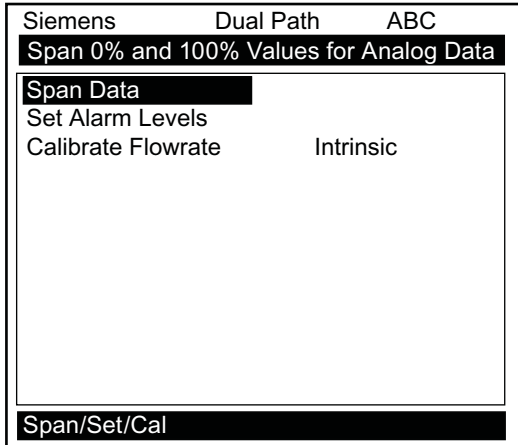 Siemens Dual Path ABC
Span 0% and 100% Values for Analog Data
Span Data
Set Alarm Levels
Calibrate Flowrate Intrinsic
Span/Set/Cal